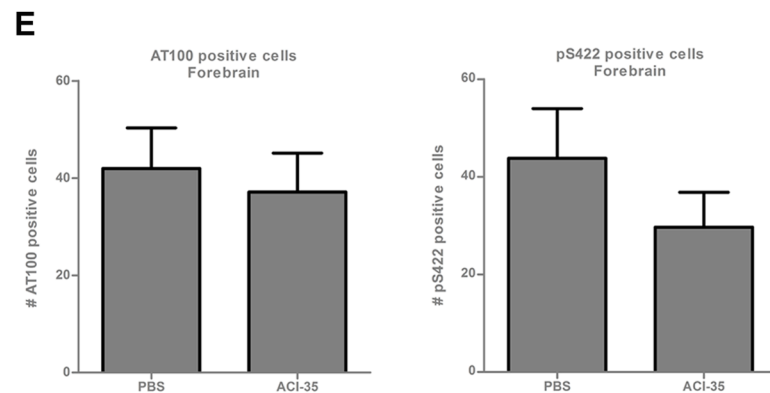 E
AT100 positive cells
Forebrain
# AT100 positive cells
60
40
20
0
PBS
ACI-35
pS422 positive cells
Forebrain
# pS422 positive cells
60
40
20
0
PBS
ACI-35